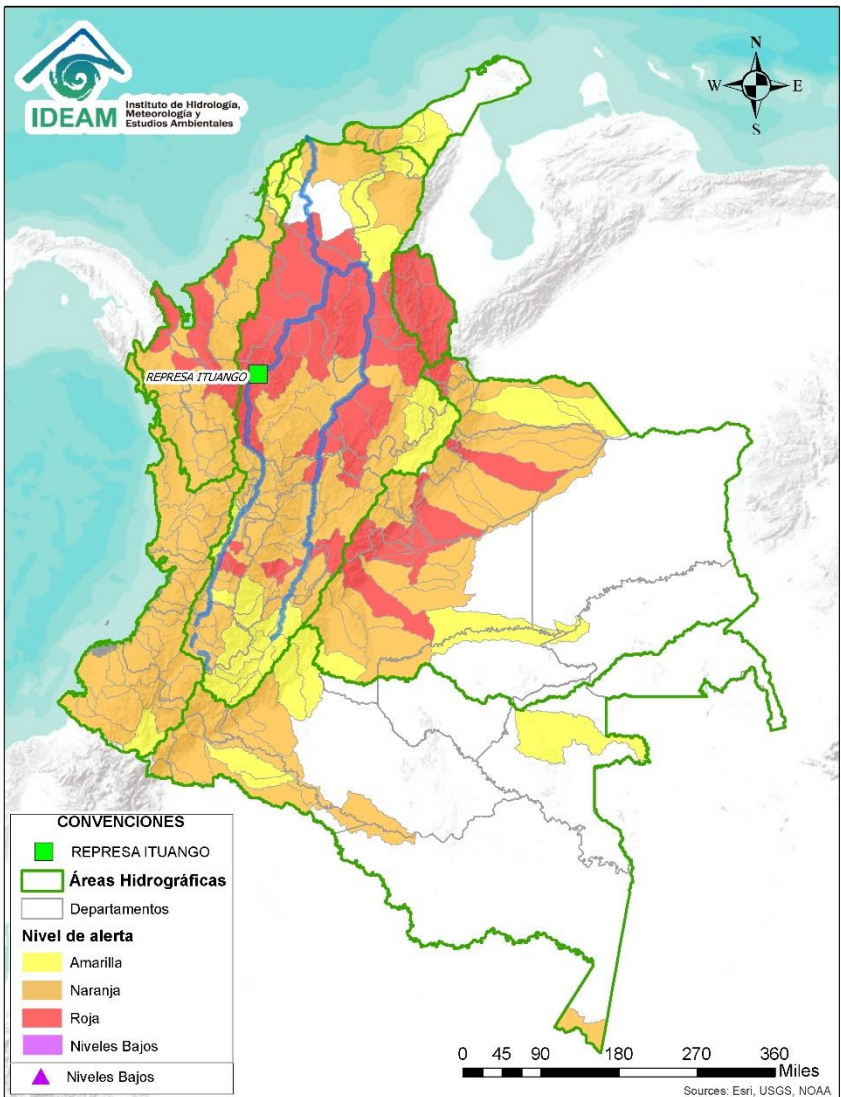 IDEAM
Instituto de Hidrología,
Meteorología y
Estudios Ambientales
N
W
E
S
REPRESA ITUANGO
CONVENCIONES
REPRESA ITUANGO
Áreas Hidrográficas
Departamentos
Nivel de alerta
Amarilla
Naranja
Roja
Niveles Bajos
Niveles Bajos
0 45 90 180 270 360
Miles
Sources: Esri, USGS, NOAA